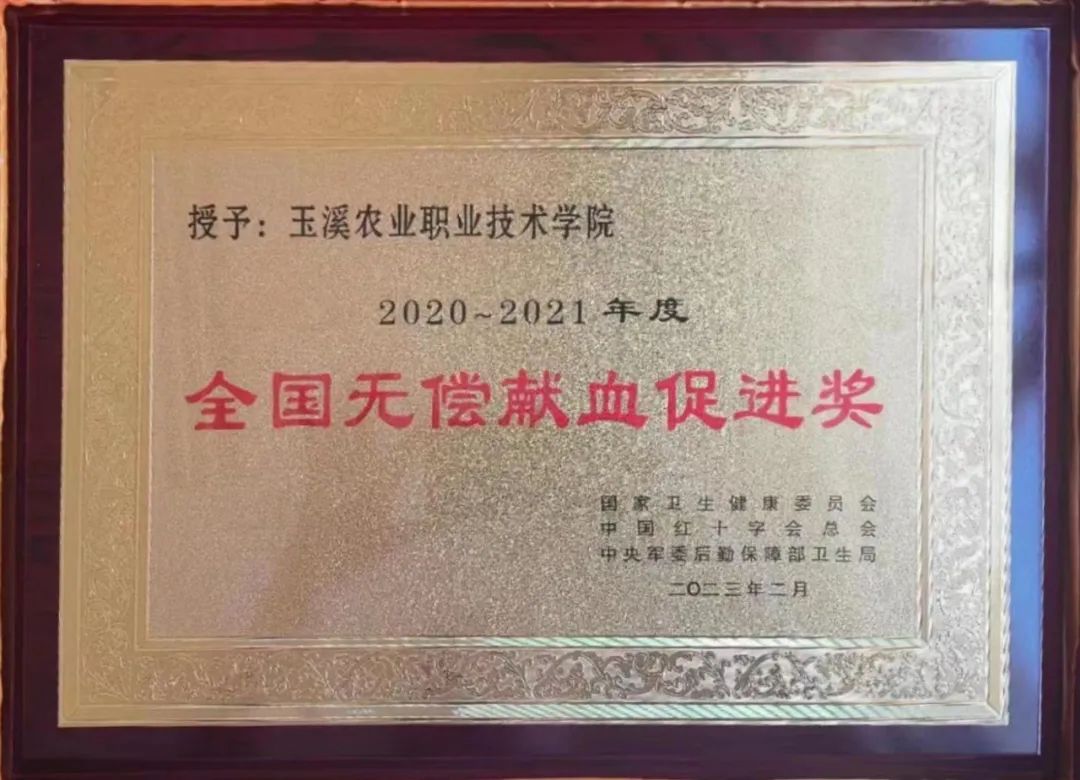 授予：玉溪农业职业技术学院
2020~2021年度
全国无偿献血促进奖
国家卫生健康委员会
中国红十字会总会
中央军委后勤保障部卫生局
二〇二三年二月